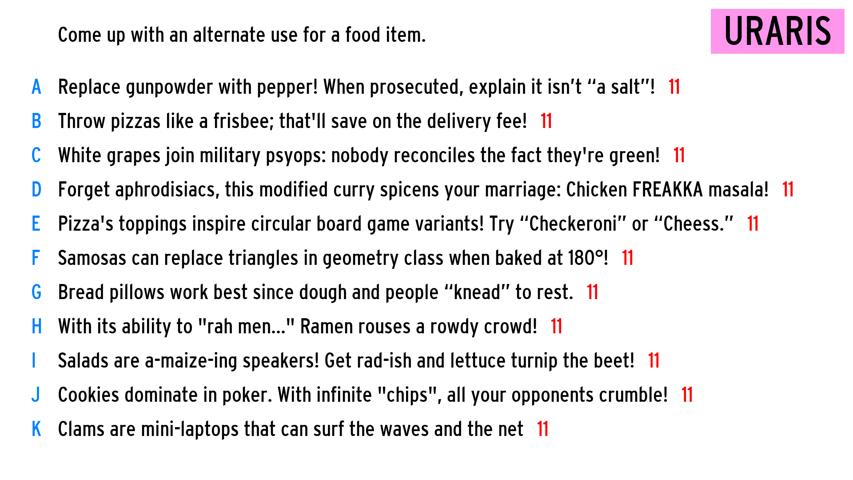 Come up with an alternate use for a food item.
URARIS
A Replace gunpowder with pepper! When prosecuted, explain it isn't “a salt”! 11
B Throw pizzas like a frisbee; that'll save on the delivery fee! 11
C White grapes join military psyops: nobody reconciles the fact they're green! 11
D Forget aphrodisiacs, this modified curry spicens your marriage: Chicken FREAKKA masala! 11
E Pizza's toppings inspire circular board game variants! Try “Checkeroni” or “Cheess.” 11
F Samosas can replace triangles in geometry class when baked at 180°! 11
G Bread pillows work best since dough and people “knead” to rest. 11
H With its ability to "rah men..." Ramen rouses a rowdy crowd! 11
I Salads are a-maize-ing speakers! Get rad-ish and lettuce turnip the beet! 11
J Cookies dominate in poker. With infinite "chips", all your opponents crumble! 11
K Clams are mini-laptops that can surf the waves and the net 11